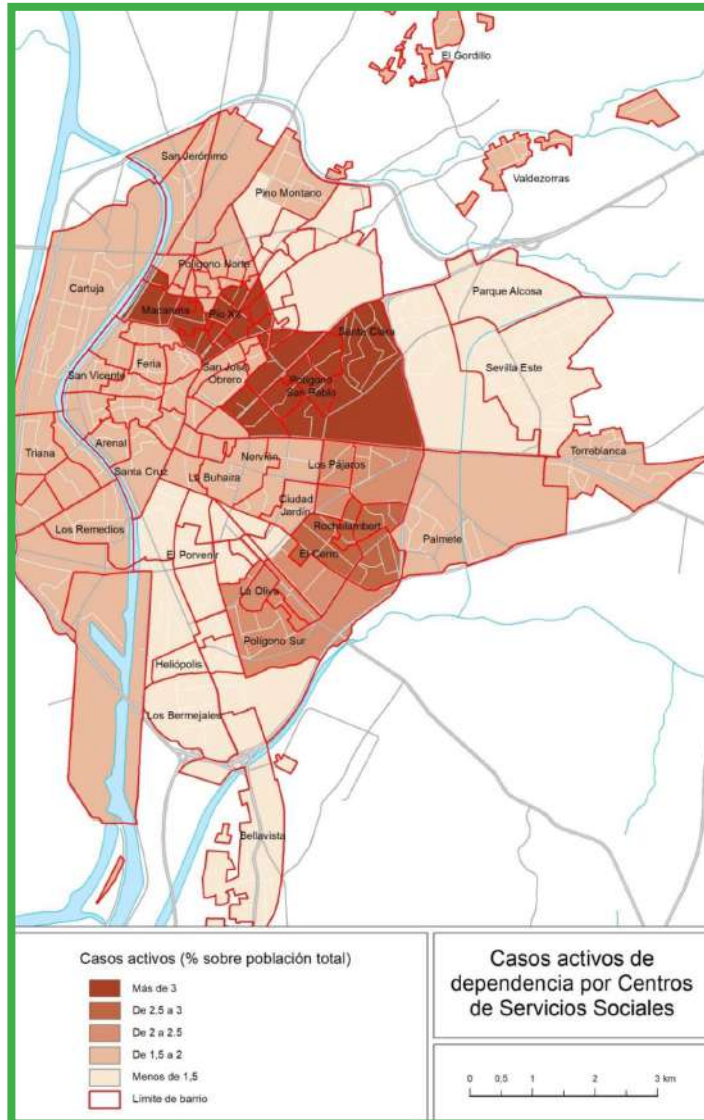 El Gordillo
San Jerónimo
Valdezorras
Pino Montano
Polígono Norte
Cartuja
Parque Alcosa
Macarena
Pío XII
Santa Clara
Feria
San José
Obrero
Sevilla Este
San Vicente
Polígono
San Pablo
Arenal
Triana
Nervión
Torreblanca
Santa Cruz
La Buhaira
Los Pájaros
Ciudad
Jardín
Los Remedios
Rochelambert
Palmete
El Porvenir
El Cerro
La Oliva
Polígono Sur
Heliópolis
Los Bermejales
Bellavista
Casos activos (% sobre población total)
Más de 3
De 2,5 a 3
De 2 a 2.5
De 1,5 a 2
Menos de 1,5
Límite de barrio
Casos activos de
dependencia por Centros
de Servicios Sociales
0 0,5 1 2 3 km